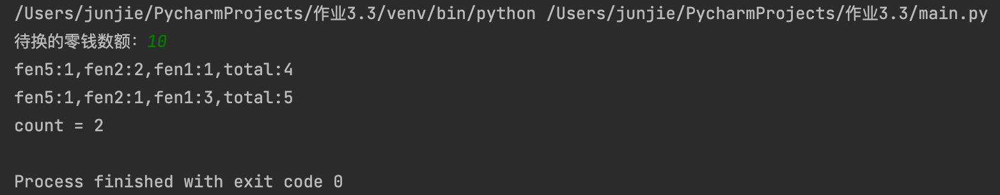 /Users/junjie/PycharmProjects/作业3.3/venv/bin/python /Users/junjie/PycharmProjects/作业3.3/main.py
待换的零钱数额：10
fen5:1,fen2:2,fen1:1,total:4
fen5:1,fen2:1,fen1:3,total:5
count = 2
Process finished with exit code 0